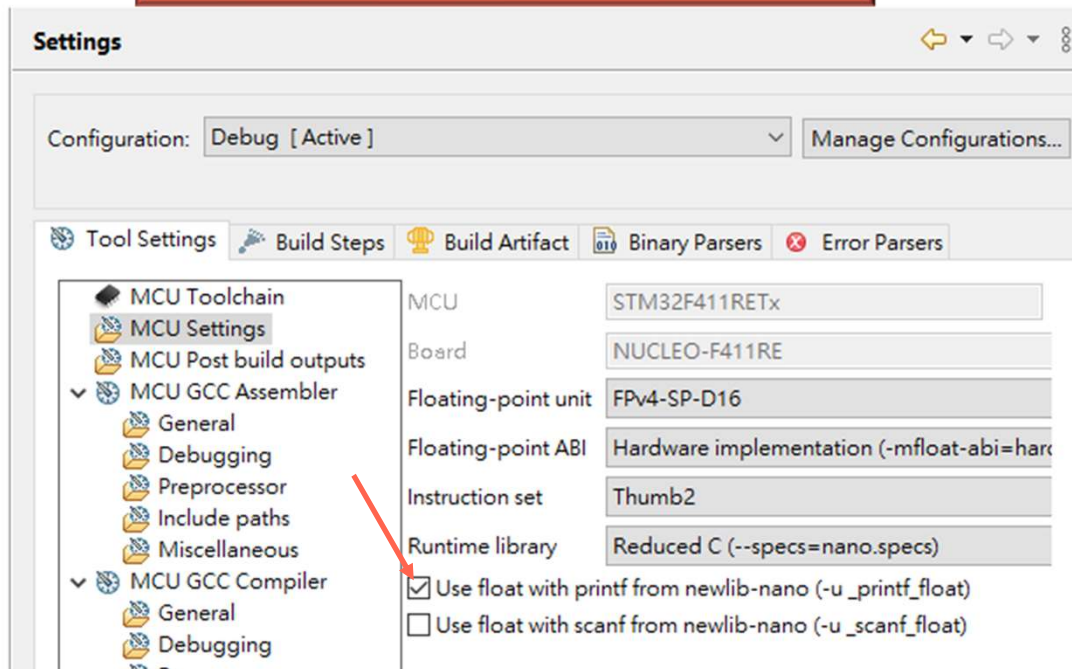 Settings
Configuration: Debug [ Active ] Manage Configurations...
Tool Settings Build Steps Build Artifact Binary Parsers Error Parsers
MCU Toolchain
MCU Settings
MCU Post build outputs
MCU GCC Assembler
General
Debugging
Preprocessor
Include paths
Miscellaneous
MCU GCC Compiler
General
Debugging
MCU STM32F411RETx
Board NUCLEO-F411RE
Floating-point unit FPv4-SP-D16
Floating-point ABI Hardware implementation (-mfloat-abi=hard
Instruction set Thumb2
Runtime library Reduced C (--specs=nano.specs)
Use float with printf from newlib-nano (-u _printf_float)
Use float with scanf from newlib-nano (-u _scanf_float)